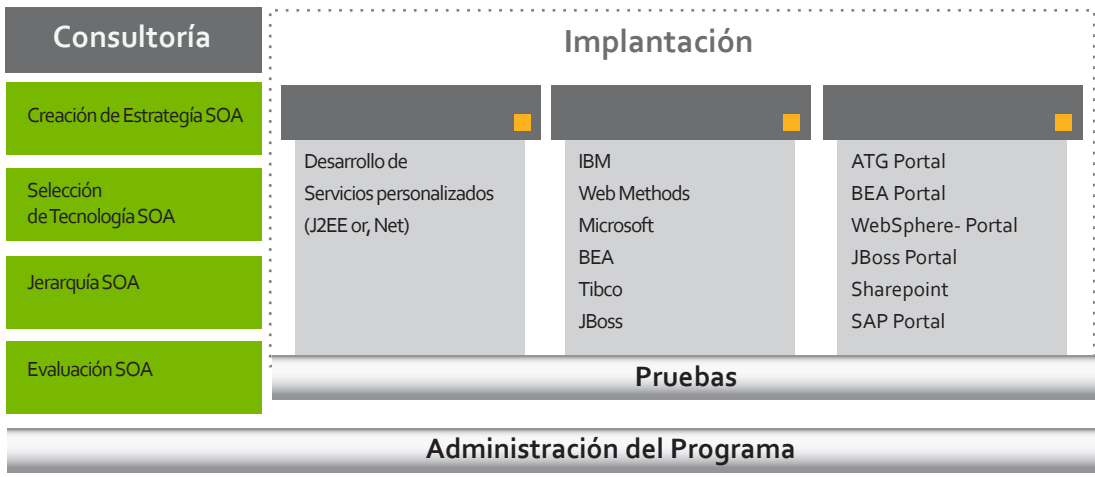 Consultoría
Creación de Estrategía SOA
Selección
de Tecnología SOA
Jerarquía SOA
Evaluación SOA
Implantación
Desarrollo de
Servicios personalizados
(J2EE or, Net)
IBM
Web Methods
Microsoft
BEA
Tibco
JBoss
ATG Portal
BEA Portal
WebSphere- Portal
JBoss Portal
Sharepoint
SAP Portal
Pruebas
Administración del Programa